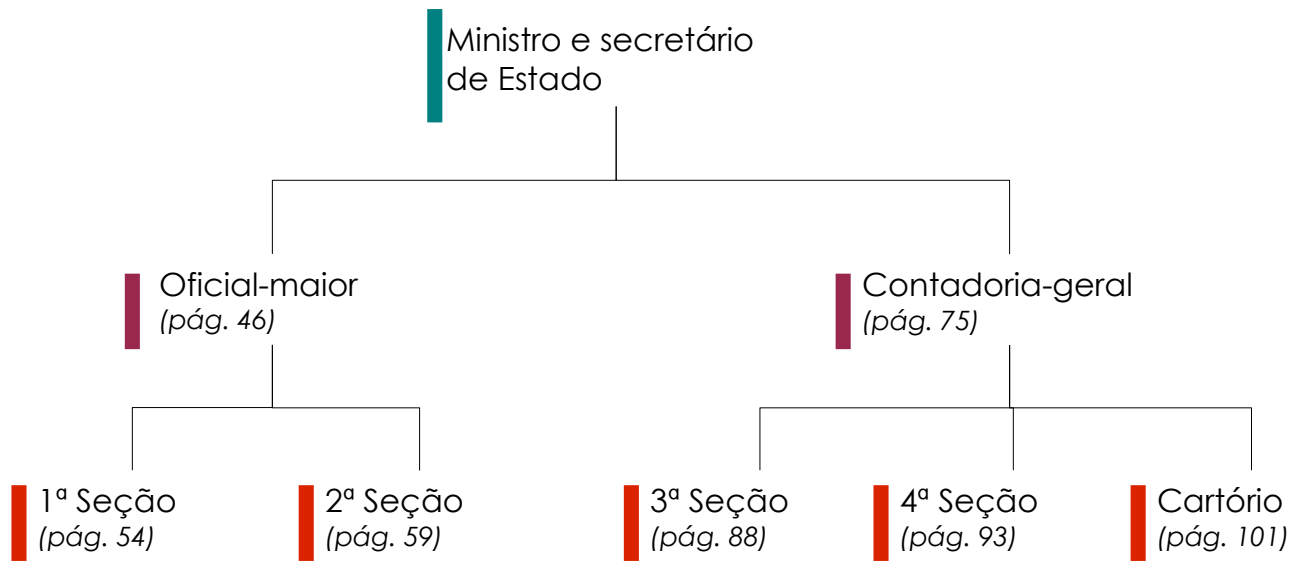 Ministro e secretário
de Estado
Oficial-maior
(pág. 46)
Contadoria-geral
(pág. 75)
1ª Seção
(pág. 54)
2ª Seção
(pág. 59)
3ª Seção
(pág. 88)
4ª Seção
(pág. 93)
Cartório
(pág. 101)